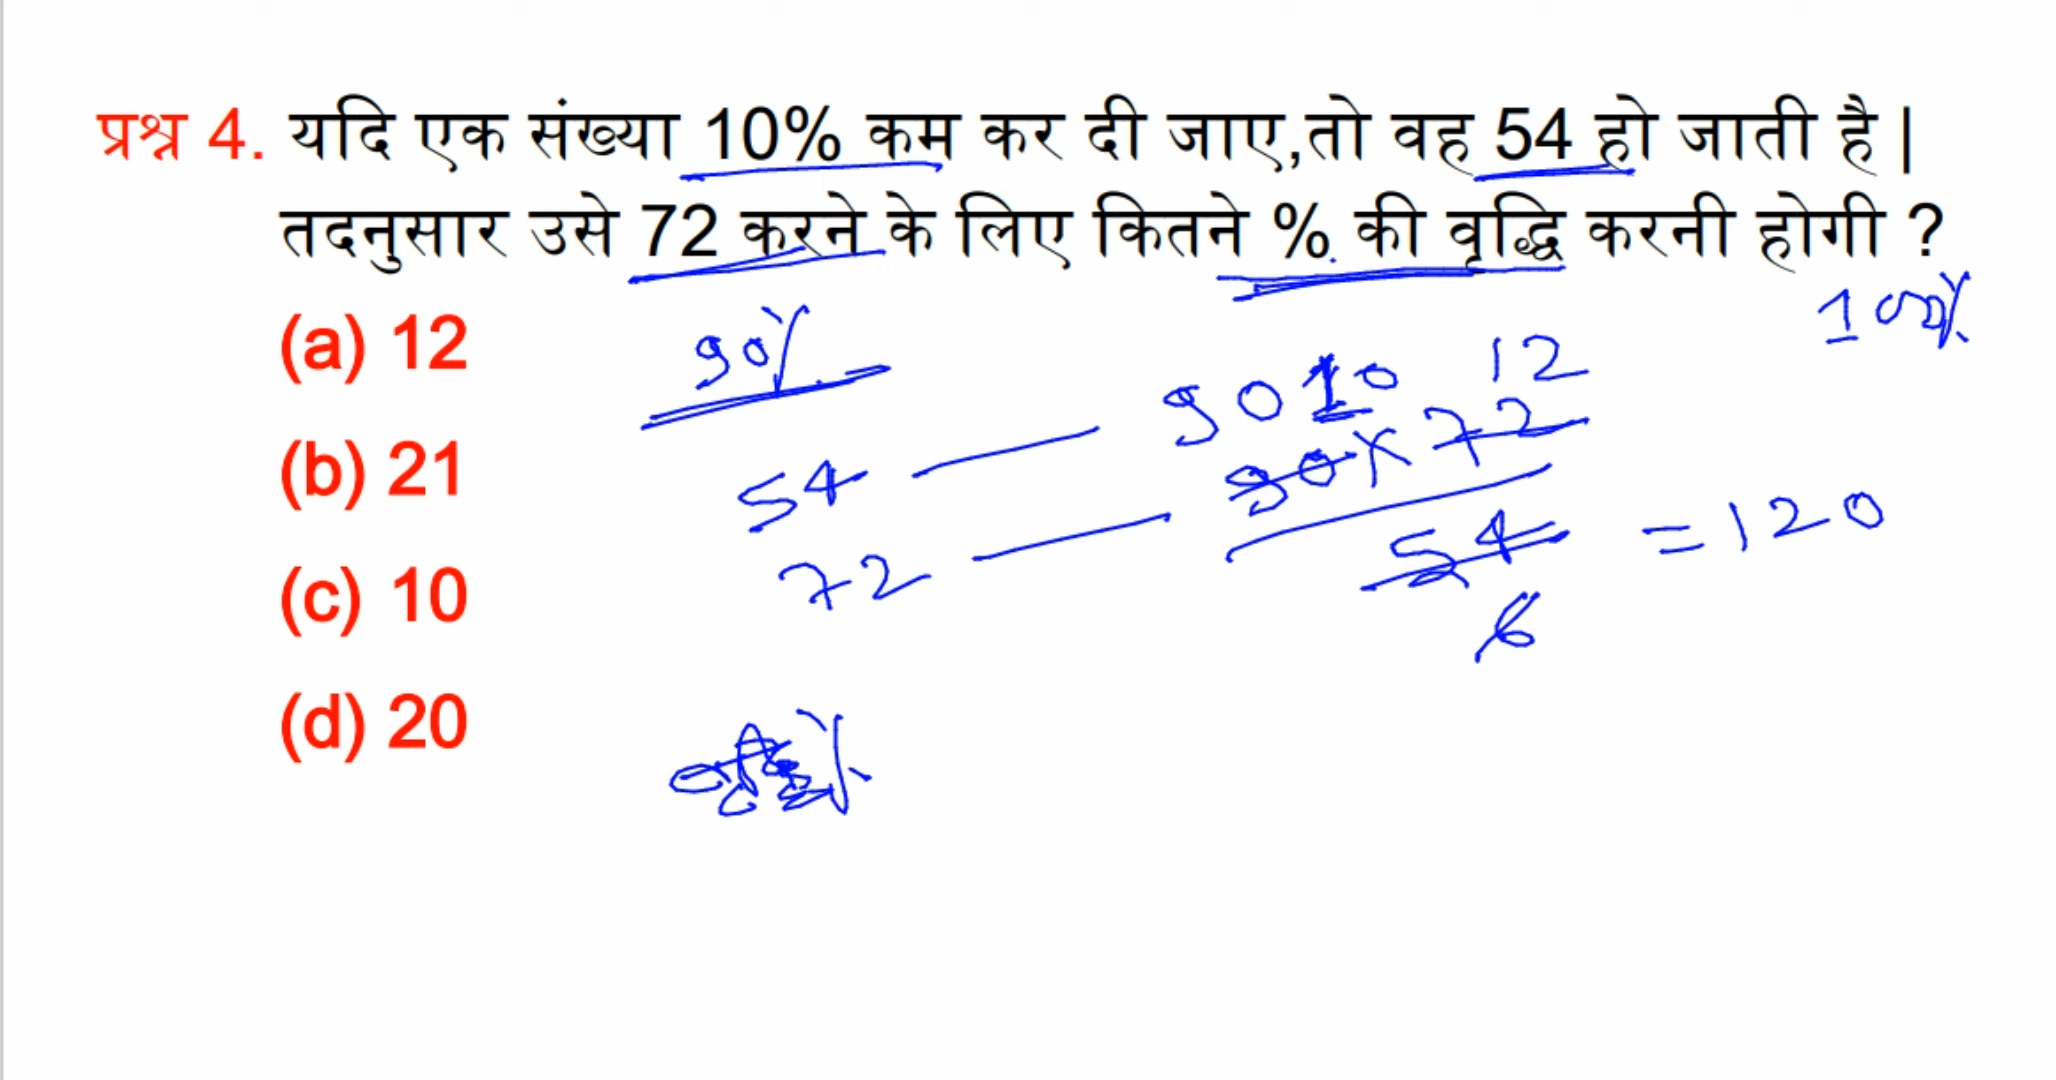 प्रश्न 4. यदि एक संख्या 10% कम कर दी जाए,तो वह 54 हो जाती है |
तदनुसार उसे 72 करने के लिए कितने % की वृद्धि करनी होगी ?
100%
(a) 12
90%
(b) 21
54 — 90 10 12
72 — 90 × 72
54 = 120
6
(c) 10
(d) 20